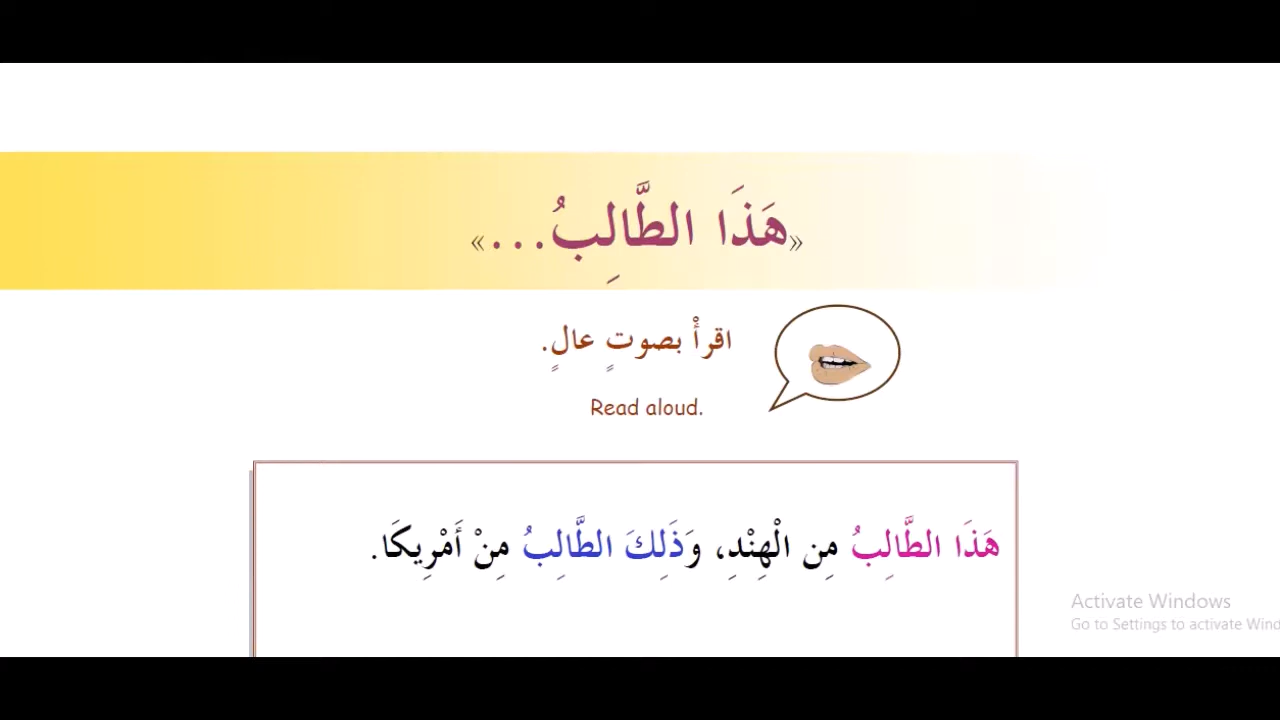 «هَذَا الطَّالِبُ...»
اقرأْ بصوتٍ عالٍ.
Read aloud.
هَذَا الطَّالِبُ مِن الْهِنْدِ، وَذَلِكَ الطَّالِبُ مِنْ أَمْرِيكَا.
Activate Windows
Go to Settings to activate Wind